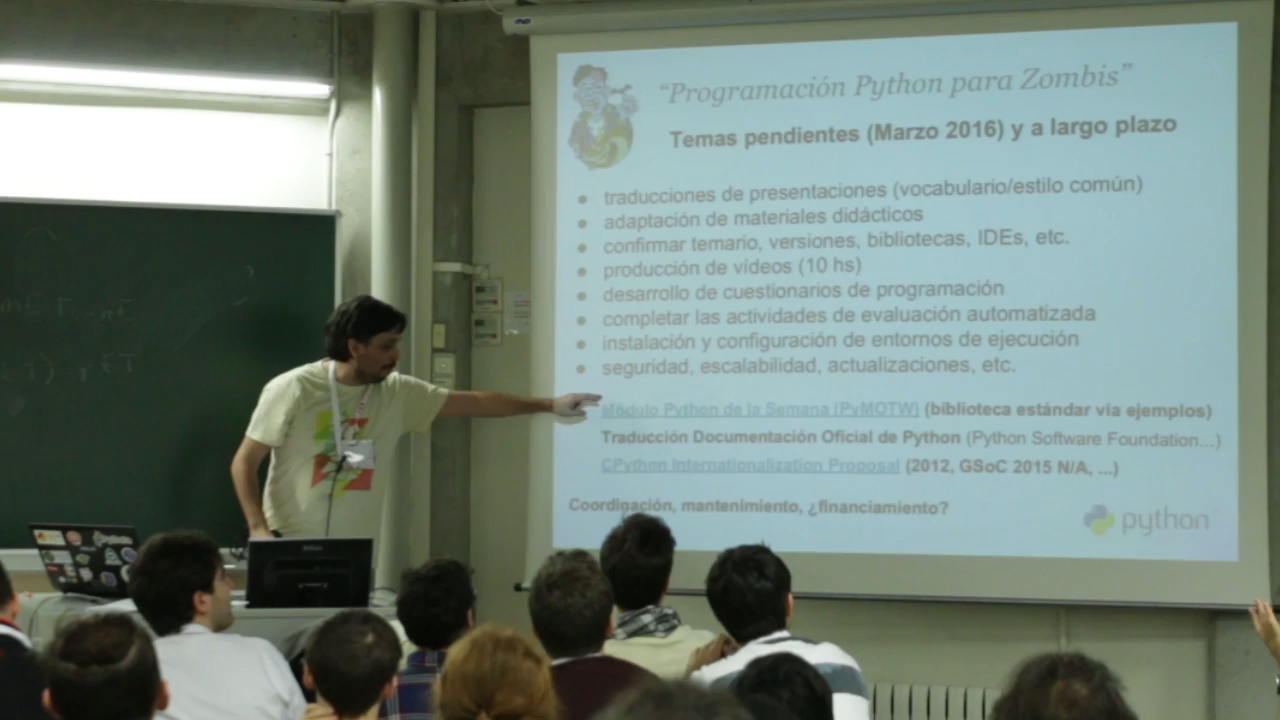 “Programación Python para Zombis”
Temas pendientes (Marzo 2016) y a largo plazo
● traducciones de presentaciones (vocabulario/estilo común)
● adaptación de materiales didácticos
● confirmar temario, versiones, bibliotecas, IDEs, etc.
● producción de vídeos (10 hs)
● desarrollo de cuestionarios de programación
● completar las actividades de evaluación automatizada
● instalación y configuración de entornos de ejecución
● seguridad, escalabilidad, actualizaciones, etc.
Módulo Python de la Semana (PyMOTW) (biblioteca estándar via ejemplos)
Traducción Documentación Oficial de Python (Python Software Foundation...)
CPython Internationalization Proposal (2012, GSoC 2015 N/A, ...)
Coordinación, mantenimiento, ¿financiamiento?
python